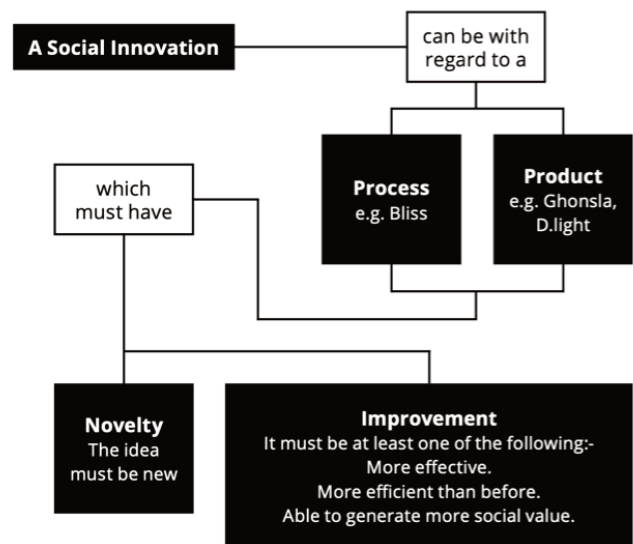 A Social Innovation
can be with
regard to a
Process
e.g. Bliss
Product
e.g. Ghonsla,
D.light
which
must have
Novelty
The idea
must be new
Improvement
It must be at least one of the following:-
More effective.
More efficient than before.
Able to generate more social value.